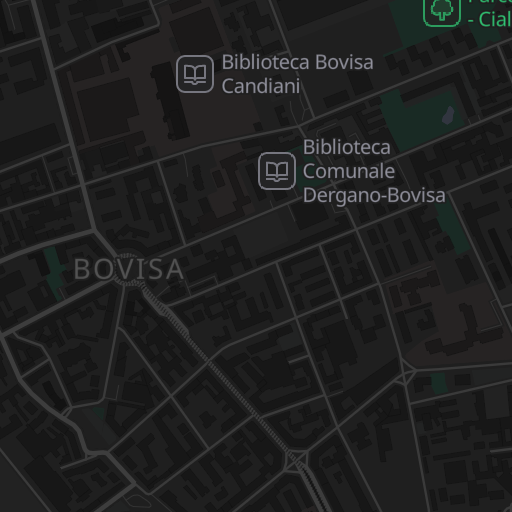 - Cial
Biblioteca Bovisa
Candiani
Biblioteca
Comunale
Dergano-Bovisa
BOVISA